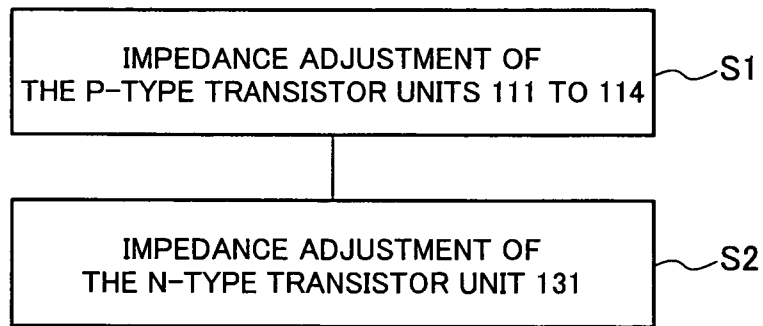 IMPEDANCE ADJUSTMENT OF
THE P-TYPE TRANSISTOR UNITS 111 TO 114
S1
IMPEDANCE ADJUSTMENT OF
THE N-TYPE TRANSISTOR UNIT 131
S2